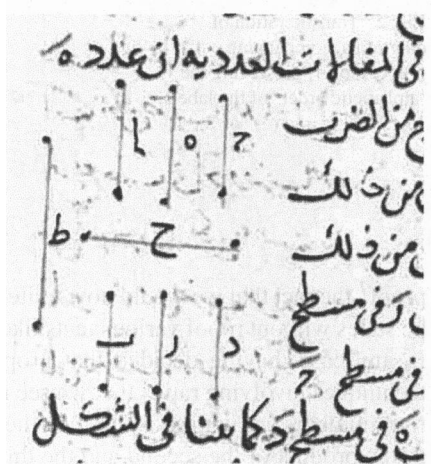 في المقالات العدديه ان عدد ه
ج من الضرب
من ذلك
من ذلك
في مسطح
في مسطح ج
ه في مسطح د كما بينا في الشكل
ج ه ا
ح ط
د ر ب